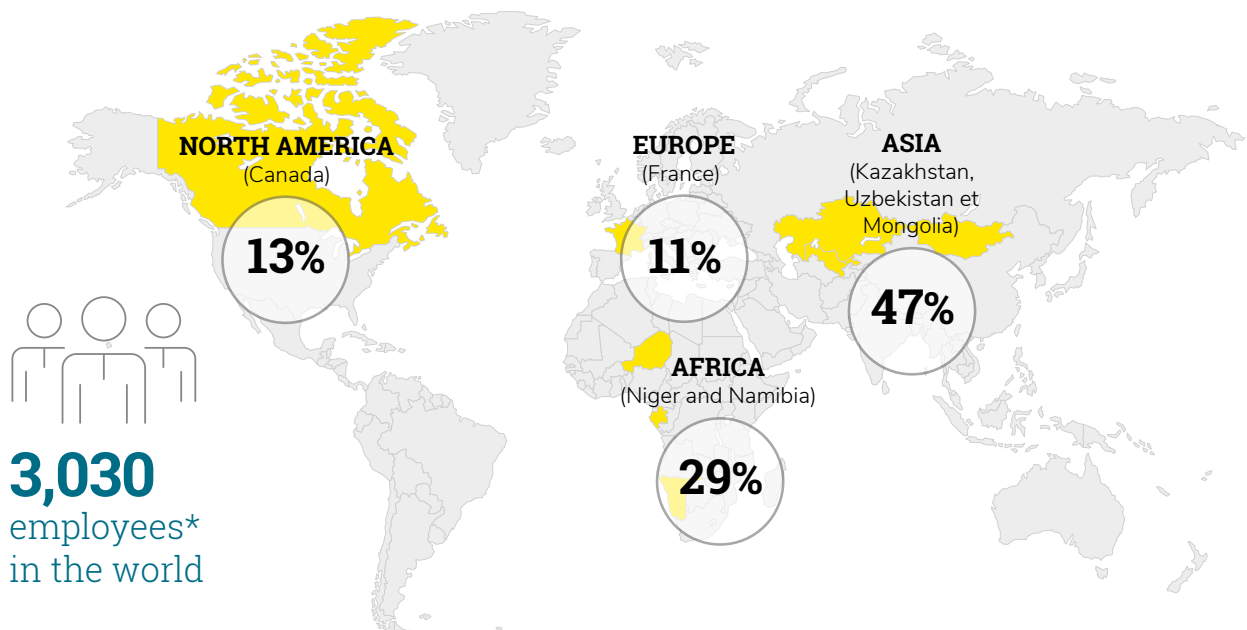 NORTH AMERICA
(Canada)
13%
EUROPE
(France)
11%
ASIA
(Kazakhstan,
Uzbekistan et
Mongolia)
47%
AFRICA
(Niger and Namibia)
29%
3,030
employees*
in the world